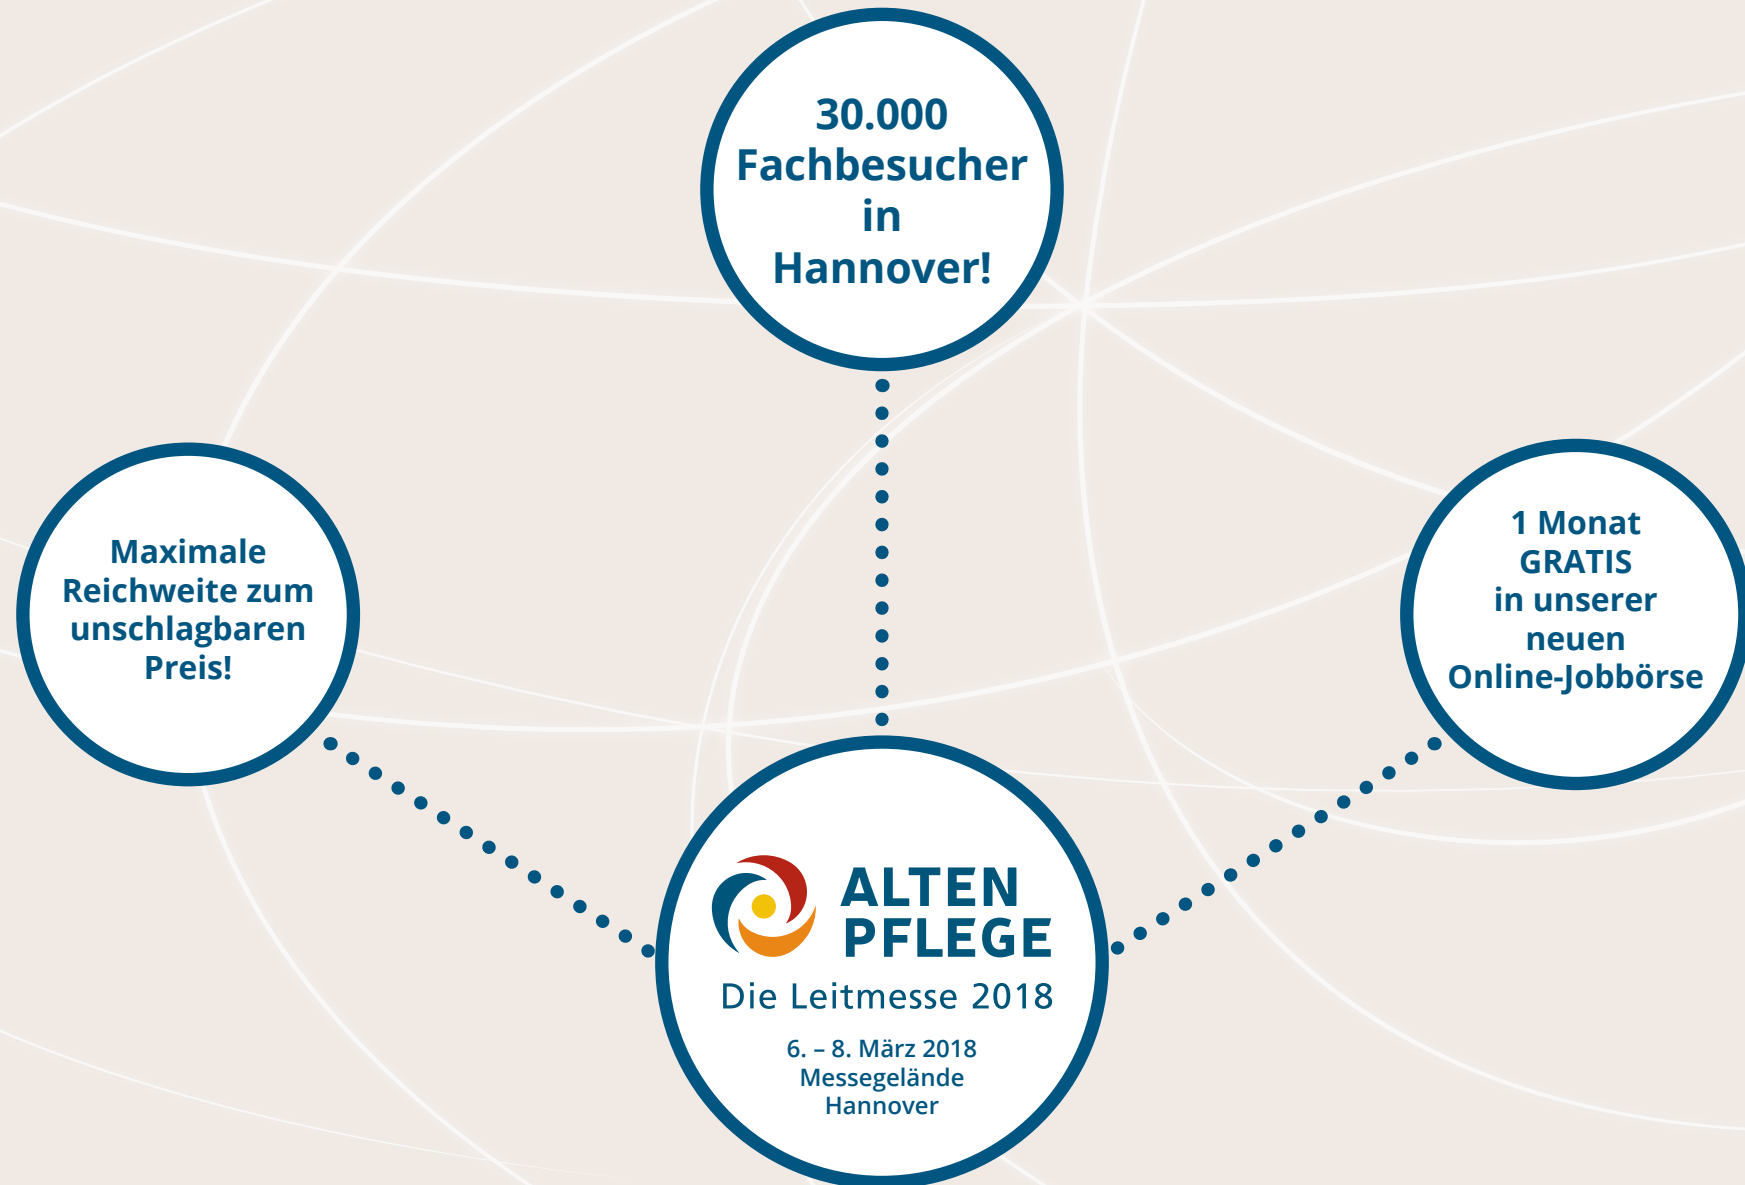 30.000
Fachbesucher
in
Hannover!
Maximale
Reichweite zum
unschlagbaren
Preis!
1 Monat
GRATIS
in unserer
neuen
Online-Jobbörse
ALTEN
PFLEGE
Die Leitmesse 2018
6. – 8. März 2018
Messegelände
Hannover